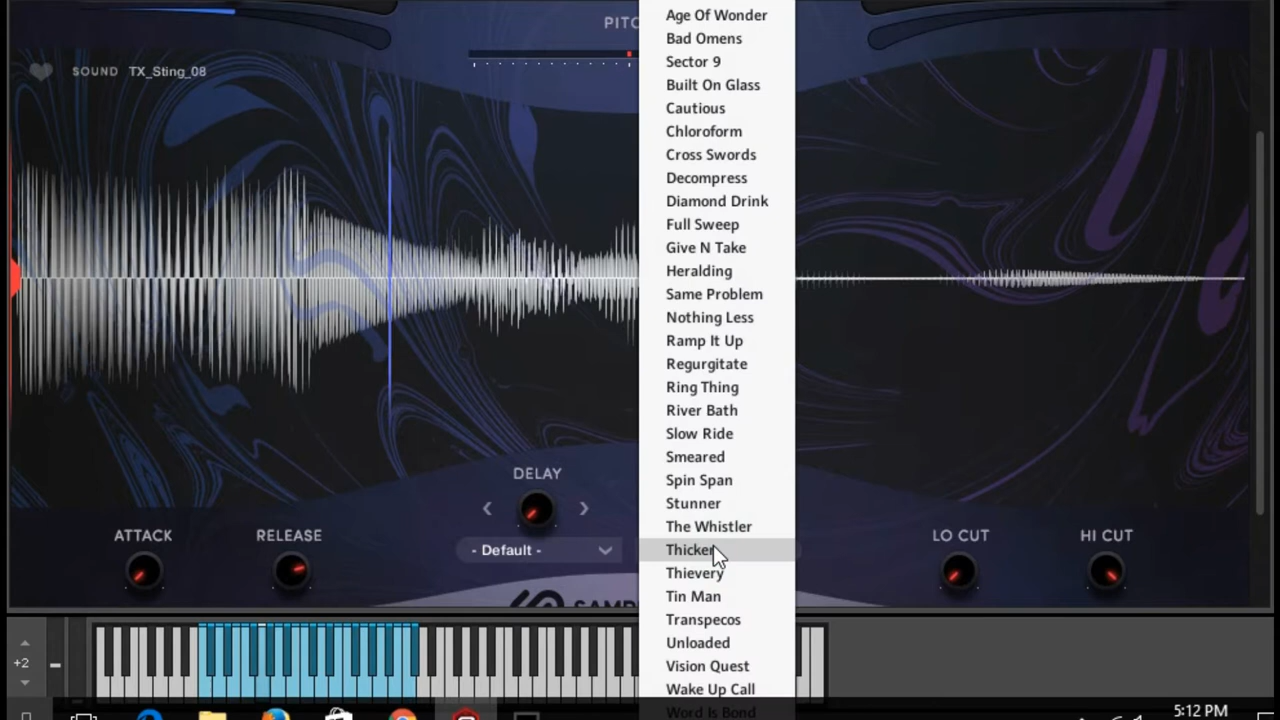 PITC
SOUND TX_Sting_08
Age Of Wonder
Bad Omens
Sector 9
Built On Glass
Cautious
Chloroform
Cross Swords
Decompress
Diamond Drink
Full Sweep
Give N Take
Heralding
Same Problem
Nothing Less
Ramp It Up
Regurgitate
Ring Thing
River Bath
Slow Ride
Smeared
Spin Span
Stunner
The Whistler
Thicker
Thievery
Tin Man
Transpecos
Unloaded
Vision Quest
Wake Up Call
Word Is Bond
DELAY
- Default -
ATTACK
RELEASE
LO CUT
HI CUT
+2
5:12 PM